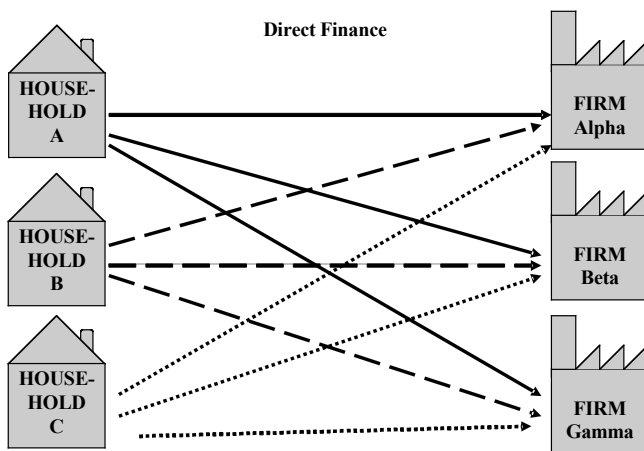 Direct Finance
HOUSE-
HOLD
A
FIRM
Alpha
HOUSE-
HOLD
B
FIRM
Beta
HOUSE-
HOLD
C
FIRM
Gamma